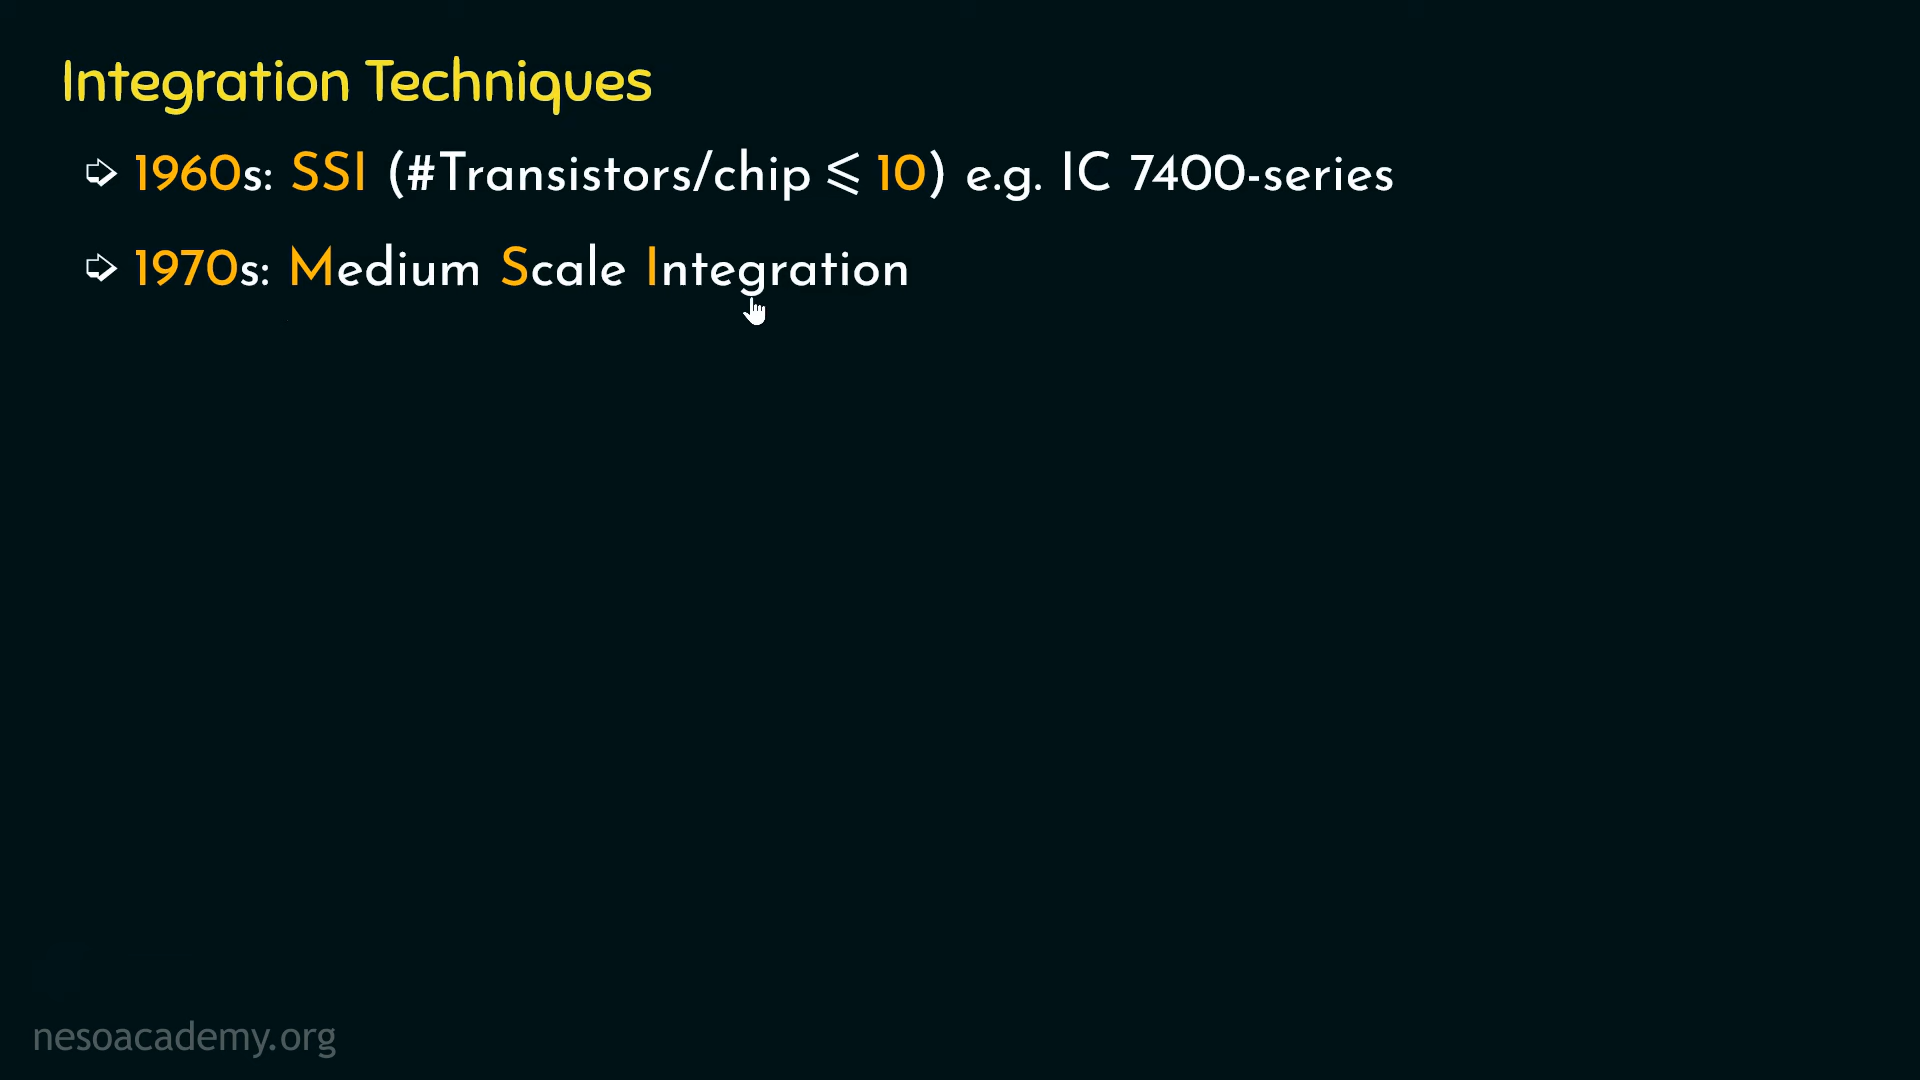 Integration Techniques
➩ 1960s: SSI (#Transistors/chip ⩽ 10) e.g. IC 7400-series
➩ 1970s: Medium Scale Integration
nesoacademy.org